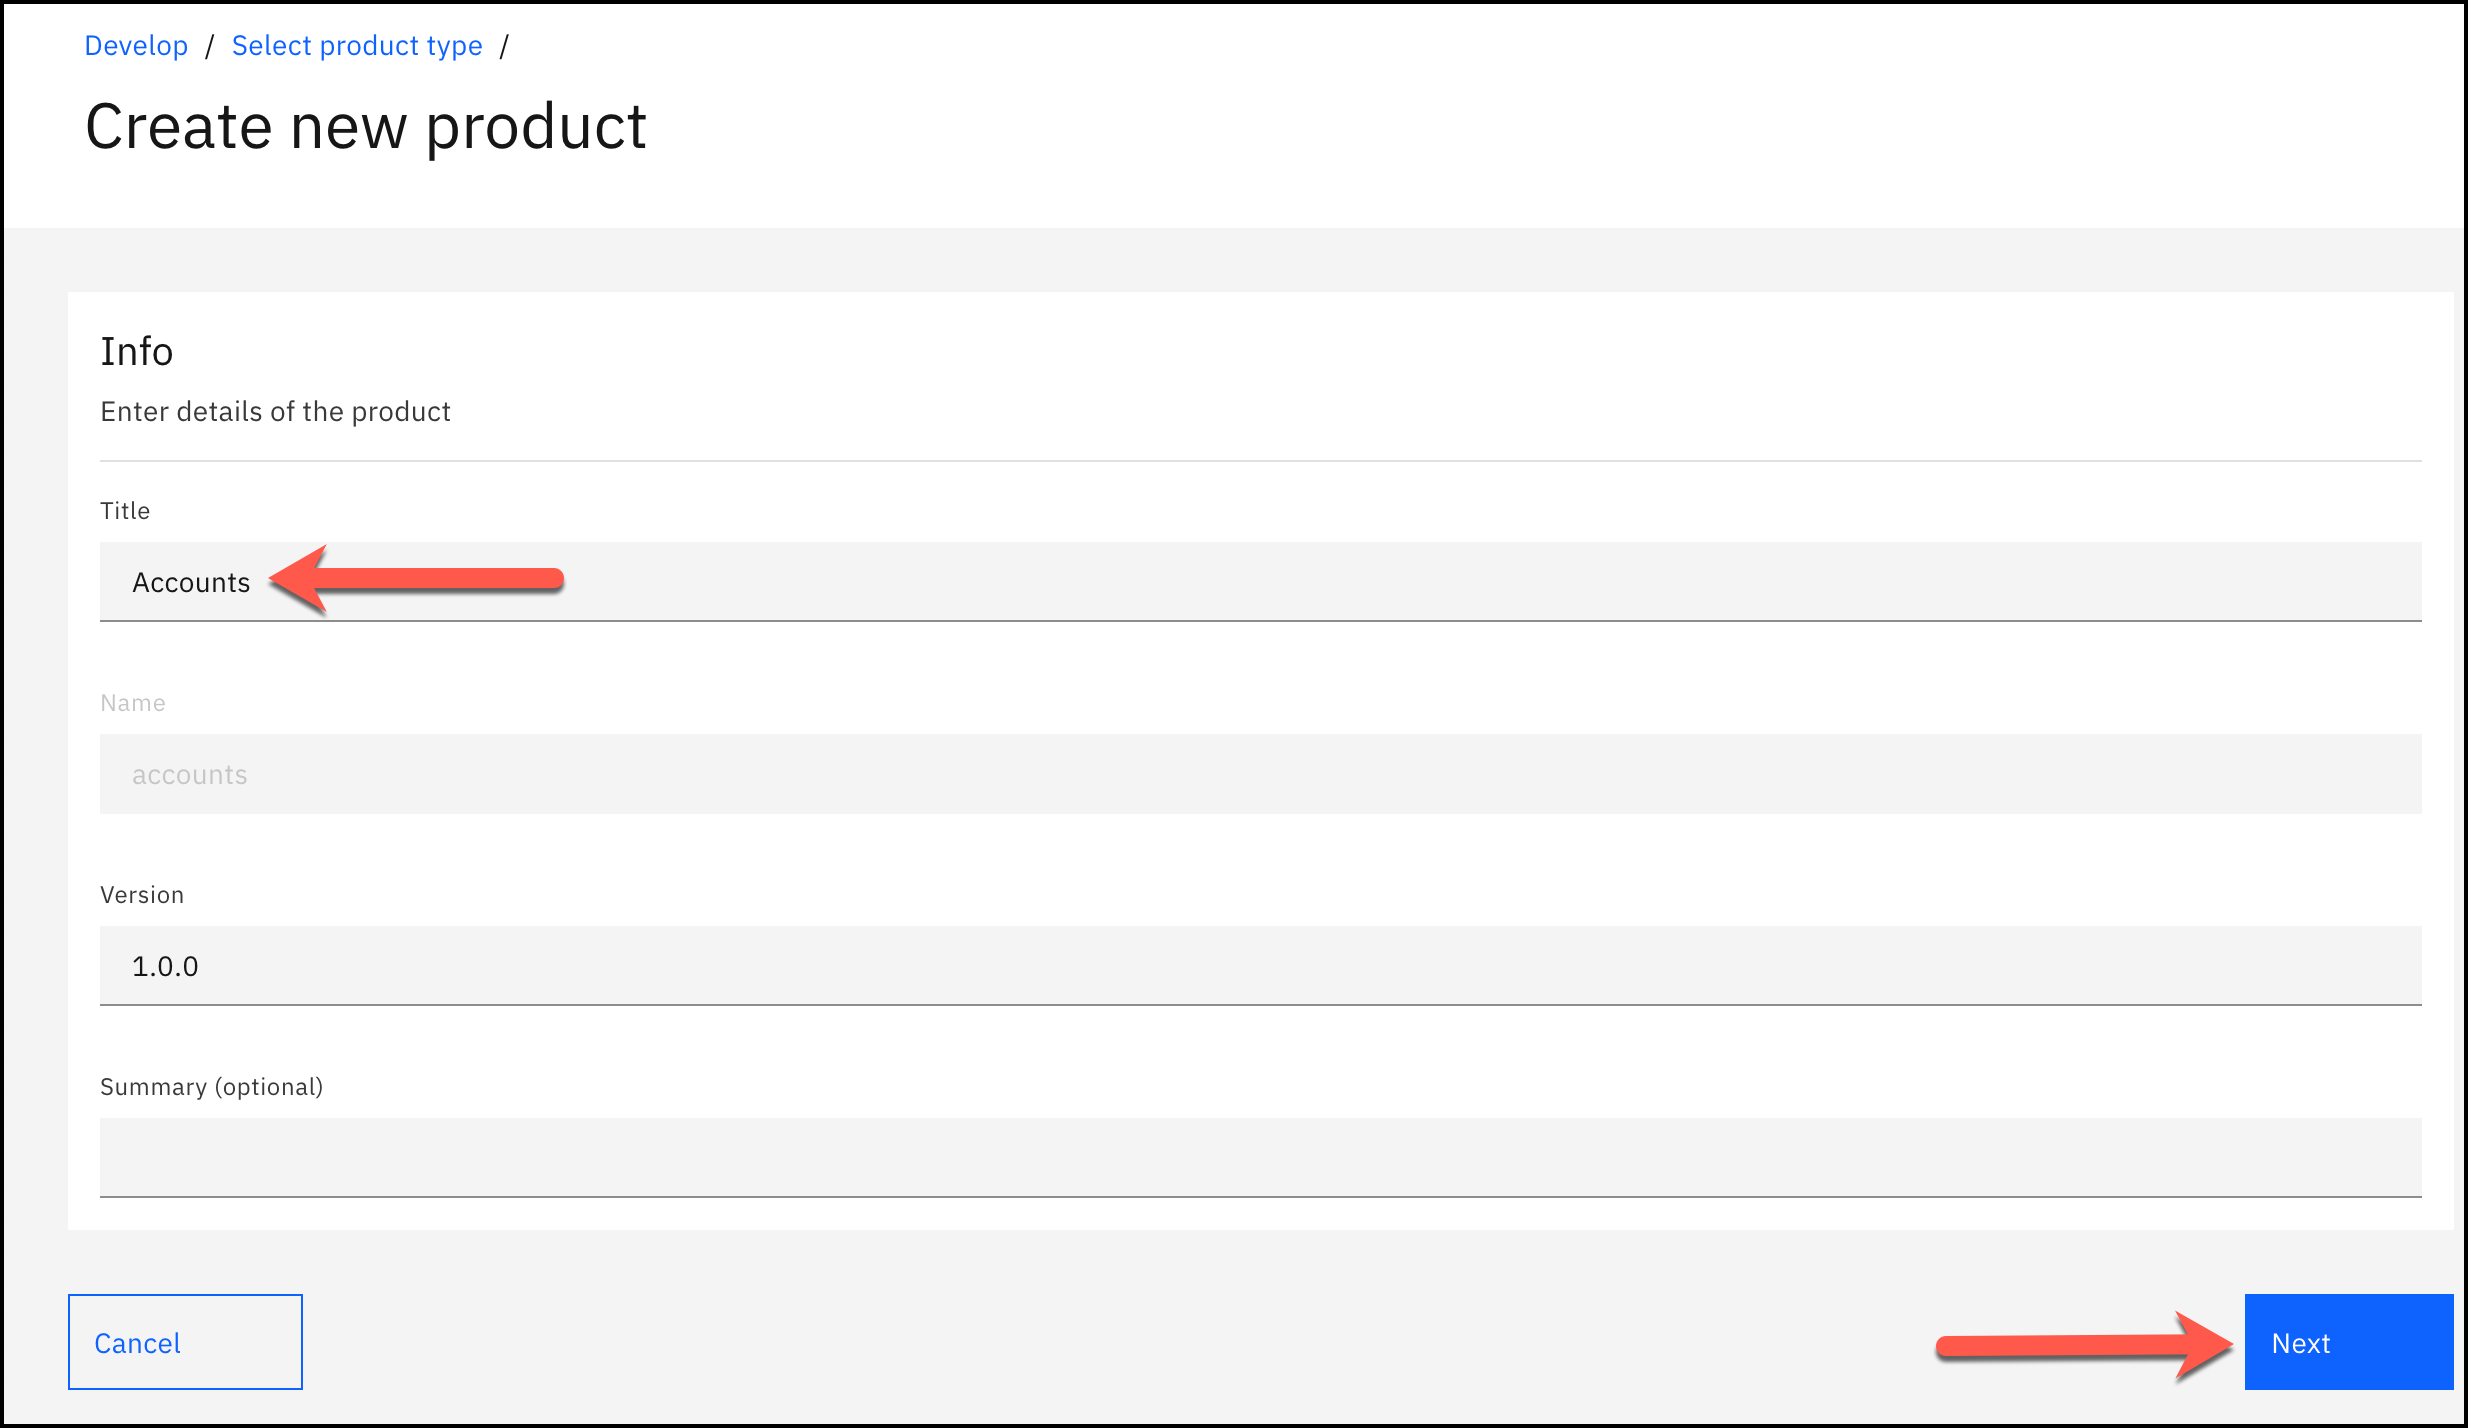 Develop / Select product type /
Create new product
Info
Enter details of the product
Title
Accounts
Name
accounts
Version
1.0.0
Summary (optional)
Cancel
Next